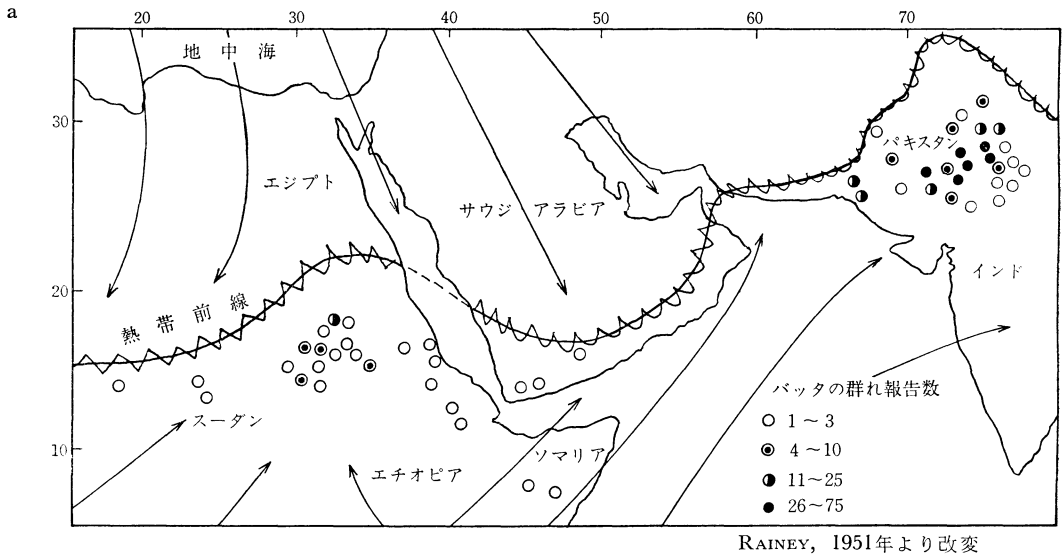 a
20 30 40 50 60 70
地中海
30
パキスタン
エジプト
サウジ アラビア
インド
20
熱帯前線
バッタの群れ報告数
1～3
スーダン
10
4～10
ソマリア
エチオピア
11～25
26～75
RAINEY, 1951年より改変